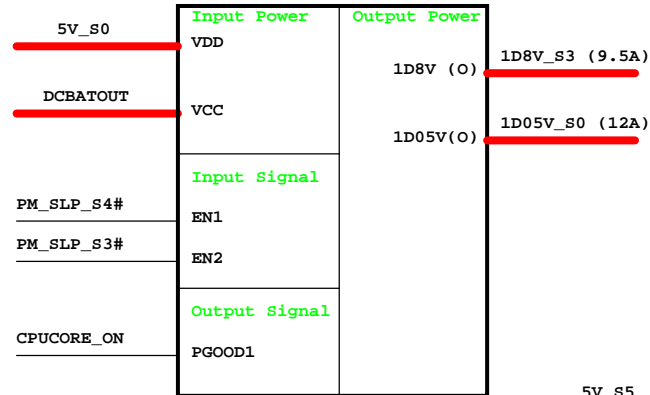 5V_S0
Input Power
Output Power
VDD
1D8V (O)
1D8V_S3 (9.5A)
DCBATOUT
VCC
1D05V(O)
1D05V_S0 (12A)
Input Signal
PM_SLP_S4#
EN1
PM_SLP_S3#
EN2
Output Signal
CPUCORE_ON
PGOOD1
5V_S5